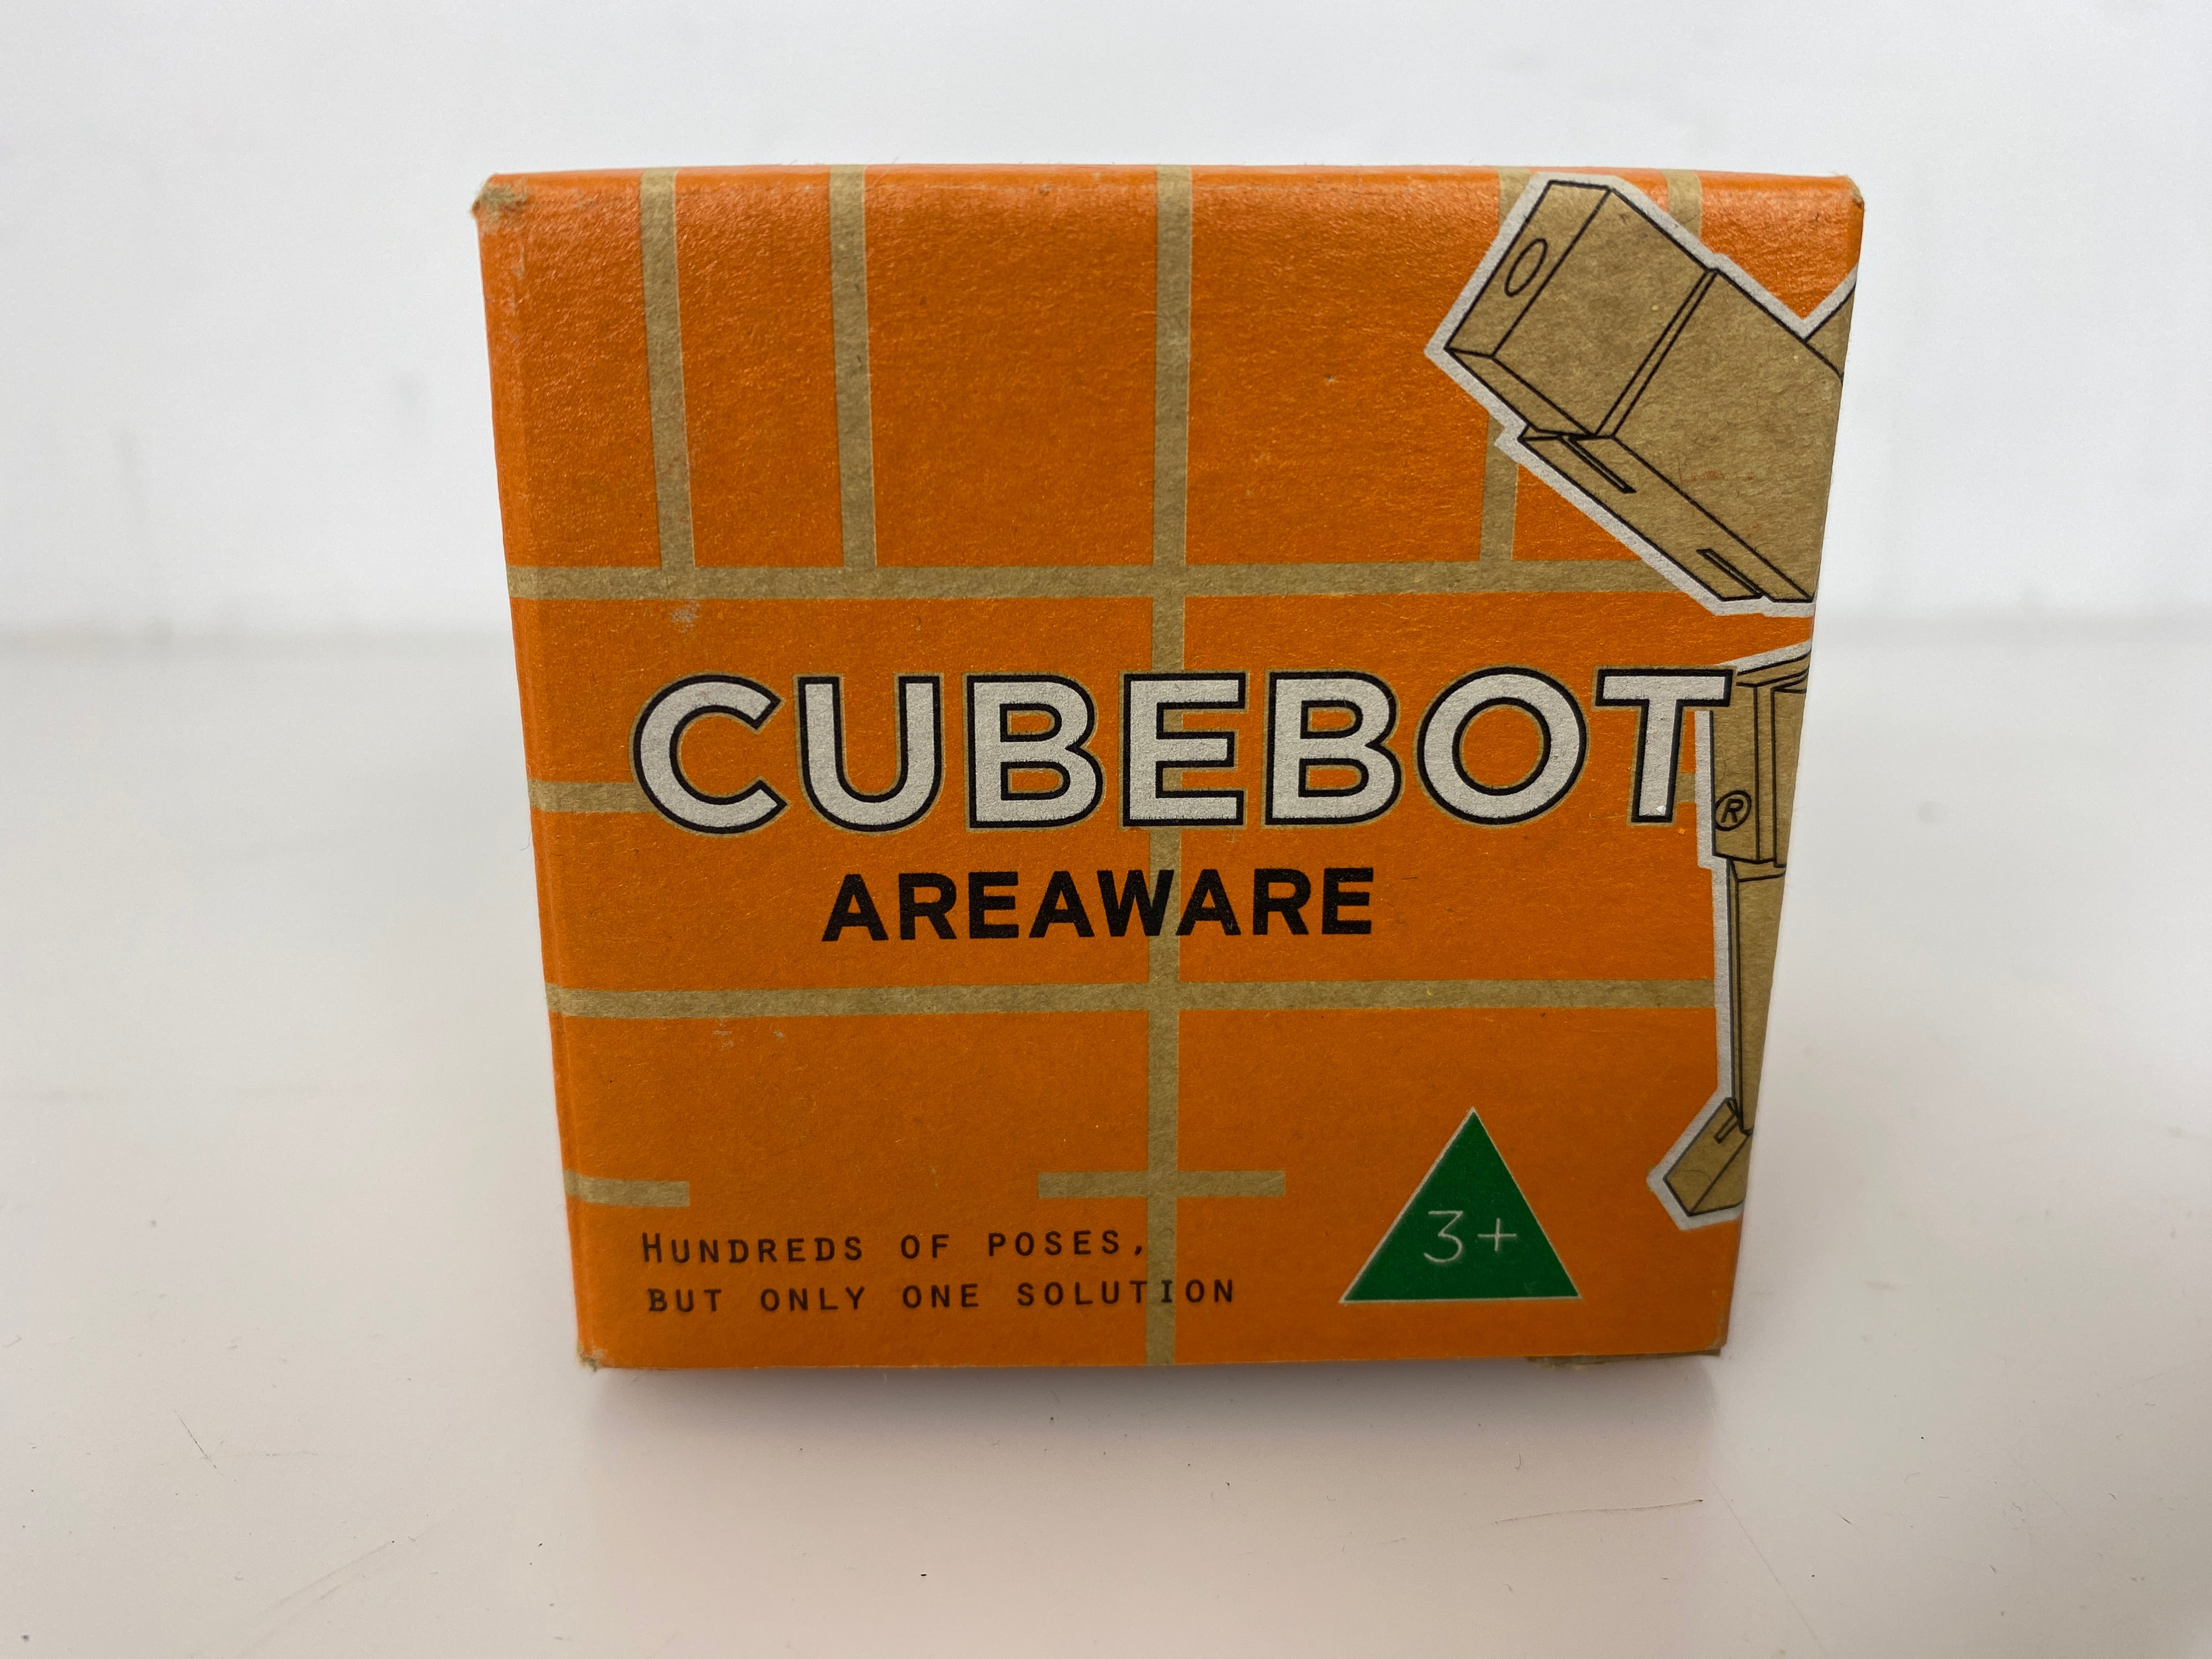 CUBEBOT®
AREAWARE
HUNDREDS OF POSES,
BUT ONLY ONE SOLUTION
3+